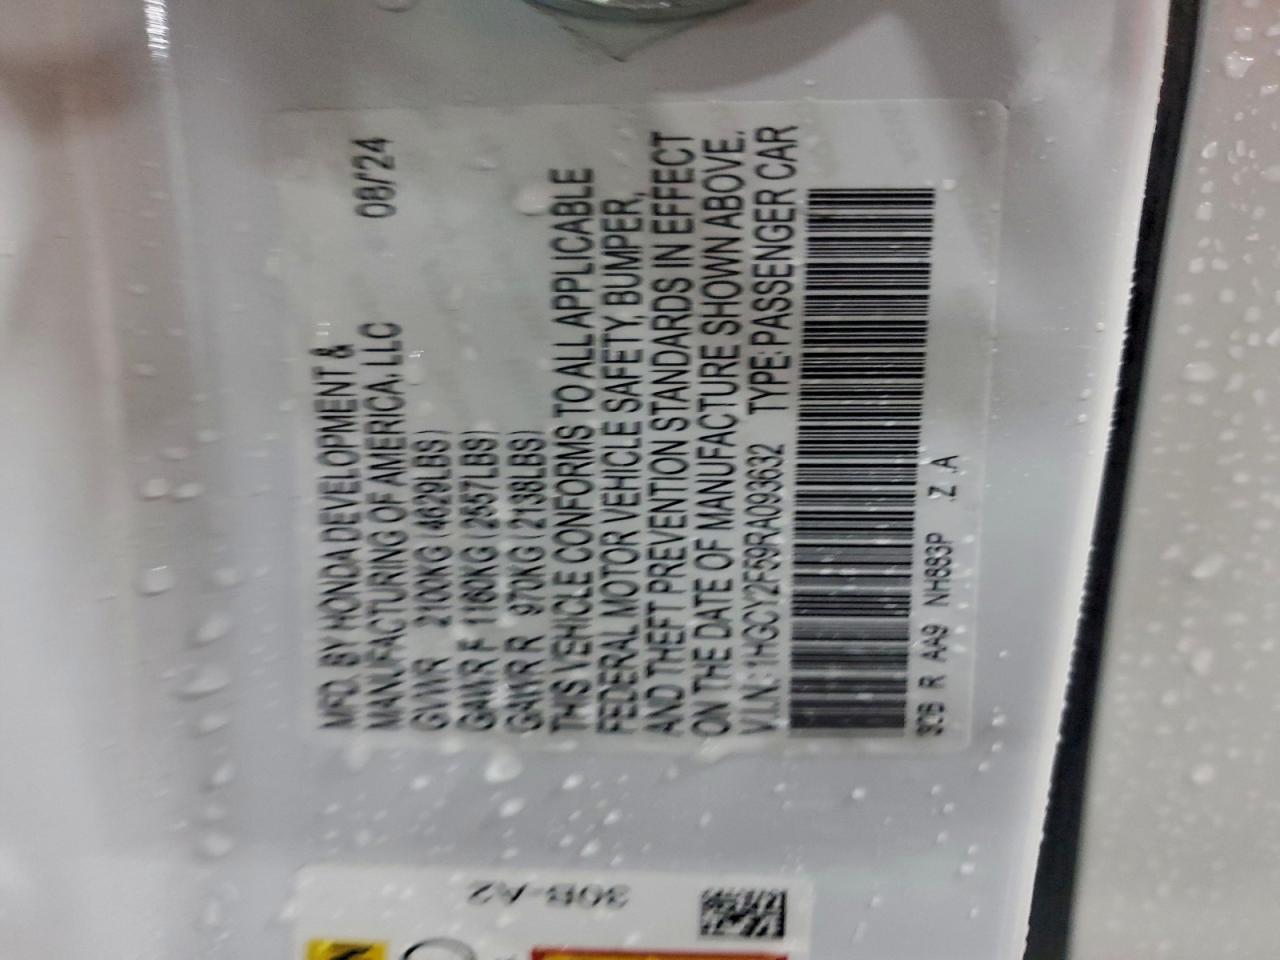 MFD. BY HONDA DEVELOPMENT &
MANUFACTURING OF AMERICA, LLC 08/24
GVWR 2100KG (4629LBS)
GAWR F 1160KG (2557LBS)
GAWR R 970KG (2138LBS)
THIS VEHICLE CONFORMS TO ALL APPLICABLE
FEDERAL MOTOR VEHICLE SAFETY, BUMPER,
AND THEFT PREVENTION STANDARDS IN EFFECT
ON THE DATE OF MANUFACTURE SHOWN ABOVE.
V.I.N.: 1HGCY2F59RA093632 TYPE: PASSENGER CAR
30B R AA9 NH883P Z A
30B-A2